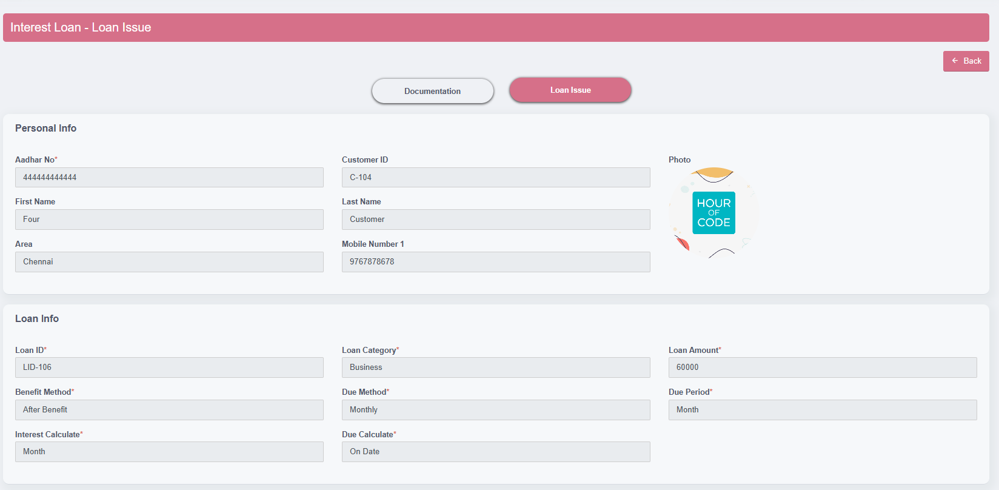 Interest Loan - Loan Issue
Back
Documentation
Loan Issue
Personal Info
Aadhar No*
Customer ID
Photo
444444444444
C-104
First Name
Last Name
Four
Customer
Area
Mobile Number 1
Chennai
9767878678
HOUR
OF
CODE
Loan Info
Loan ID*
Loan Category*
Loan Amount*
LID-106
Business
60000
Benefit Method*
Due Method*
Due Period*
After Benefit
Monthly
Month
Interest Calculate*
Due Calculate*
Month
On Date